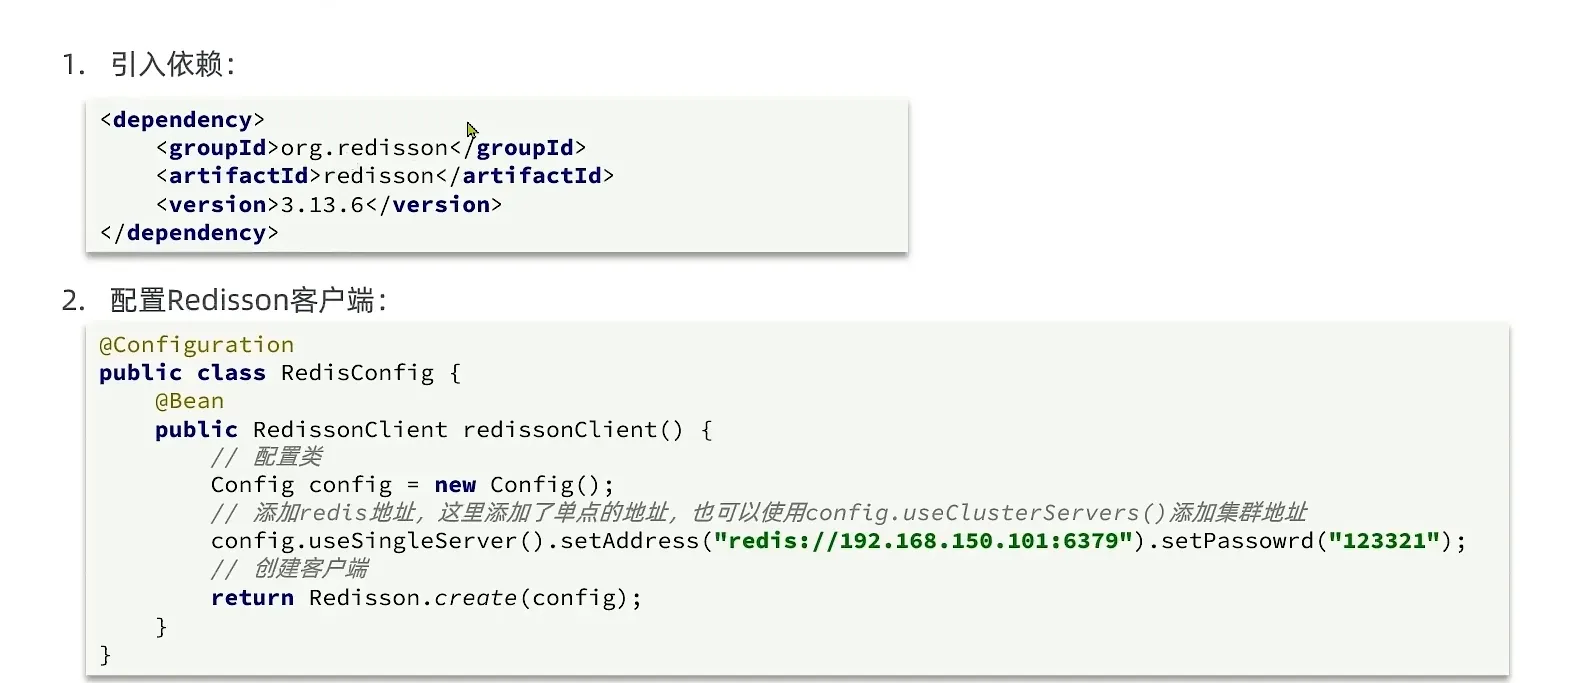 1. 引入依赖：
<dependency>
    <groupId>org.redisson</groupId>
    <artifactId>redisson</artifactId>
    <version>3.13.6</version>
</dependency>
2. 配置Redisson客户端：
@Configuration
public class RedisConfig {
    @Bean
    public RedissonClient redissonClient() {
        // 配置类
        Config config = new Config();
        // 添加redis地址，这里添加了单点的地址，也可以使用config.useClusterServers()添加集群地址
        config.useSingleServer().setAddress("redis://192.168.150.101:6379").setPassowrd("123321");
        // 创建客户端
        return Redisson.create(config);
    }
}